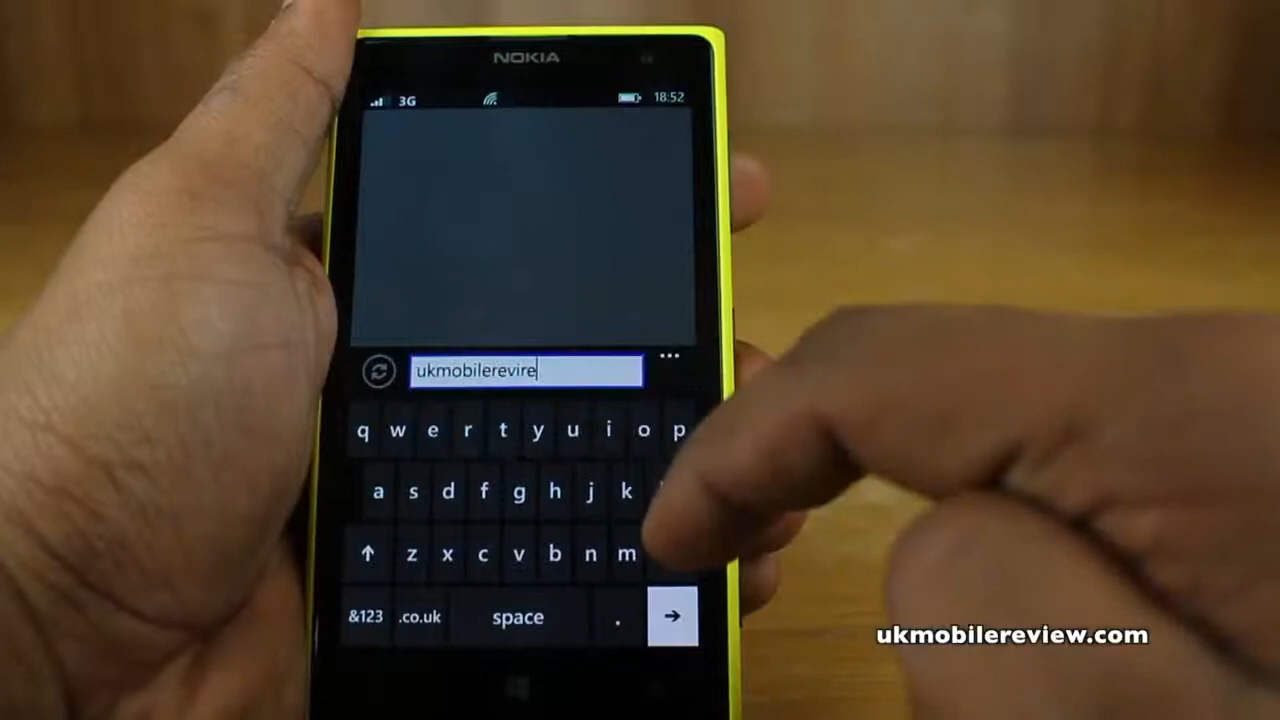 NOKIA
3G 18:52
ukmobilerevire
q w e r t y u i o p
a s d f g h j k
z x c v b n m
&123 .co.uk space .
ukmobilereview.com